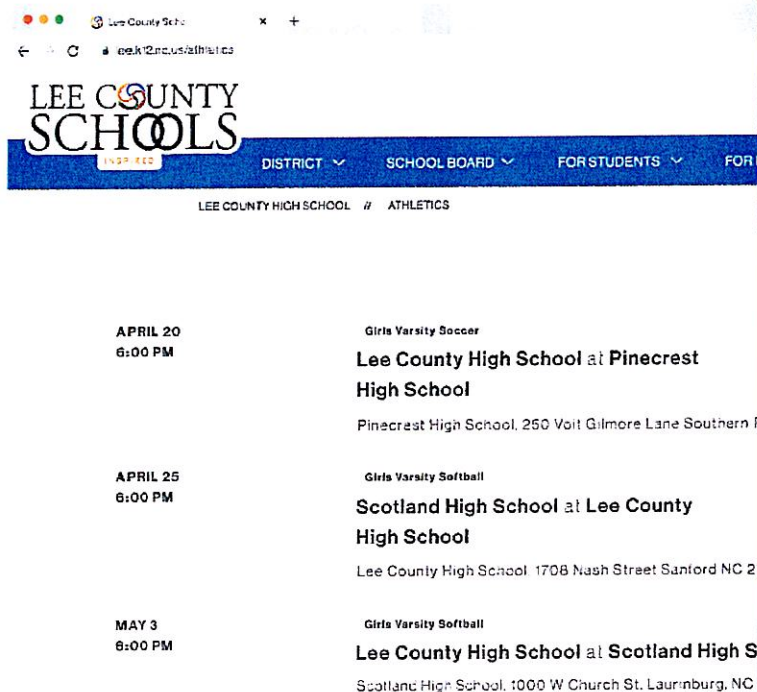 Lee County Scho
lee.k12.nc.us/athletics
LEE COUNTY
SCHOOLS
INSPIRED
DISTRICT SCHOOL BOARD FOR STUDENTS FOR
LEE COUNTY HIGH SCHOOL // ATHLETICS
APRIL 20 Girls Varsity Soccer
6:00 PM Lee County High School at Pinecrest
High School
Pinecrest High School, 250 Voit Gilmore Lane Southern P
APRIL 25 Girls Varsity Softball
6:00 PM Scotland High School at Lee County
High School
Lee County High School, 1708 Nash Street Sanford NC 2
MAY 3 Girls Varsity Softball
6:00 PM Lee County High School at Scotland High S
Scotland High School, 1000 W Church St. Laurinburg, NC